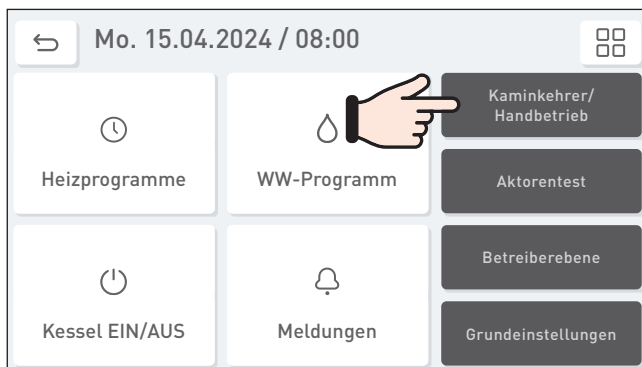 Mo. 15.04.2024 / 08:00
Heizprogramme
WW-Programm
Kaminkehrer/
Handbetrieb
Aktorentest
Kessel EIN/AUS
Meldungen
Betreiberebene
Grundeinstellungen